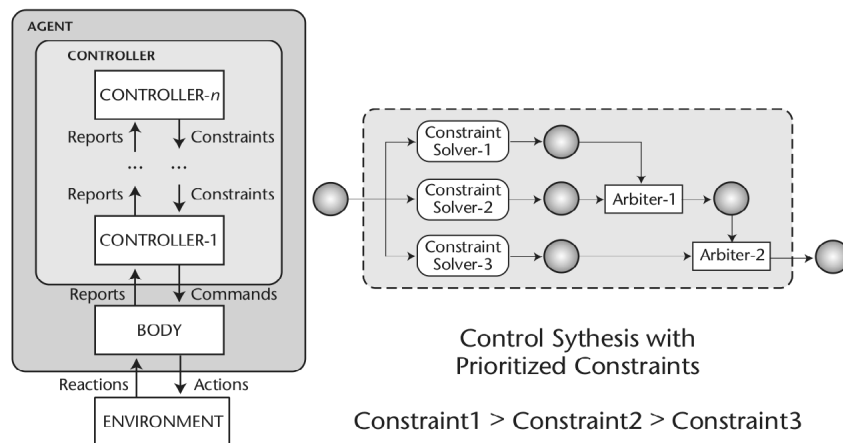 AGENT
CONTROLLER
CONTROLLER-n
Reports
Constraints
...
...
Reports
Constraints
CONTROLLER-1
Reports
Commands
BODY
Reactions
Actions
ENVIRONMENT
Constraint
Solver-1
Constraint
Solver-2
Arbiter-1
Constraint
Solver-3
Arbiter-2
Control Sythesis with
Prioritized Constraints
Constraint1 > Constraint2 > Constraint3